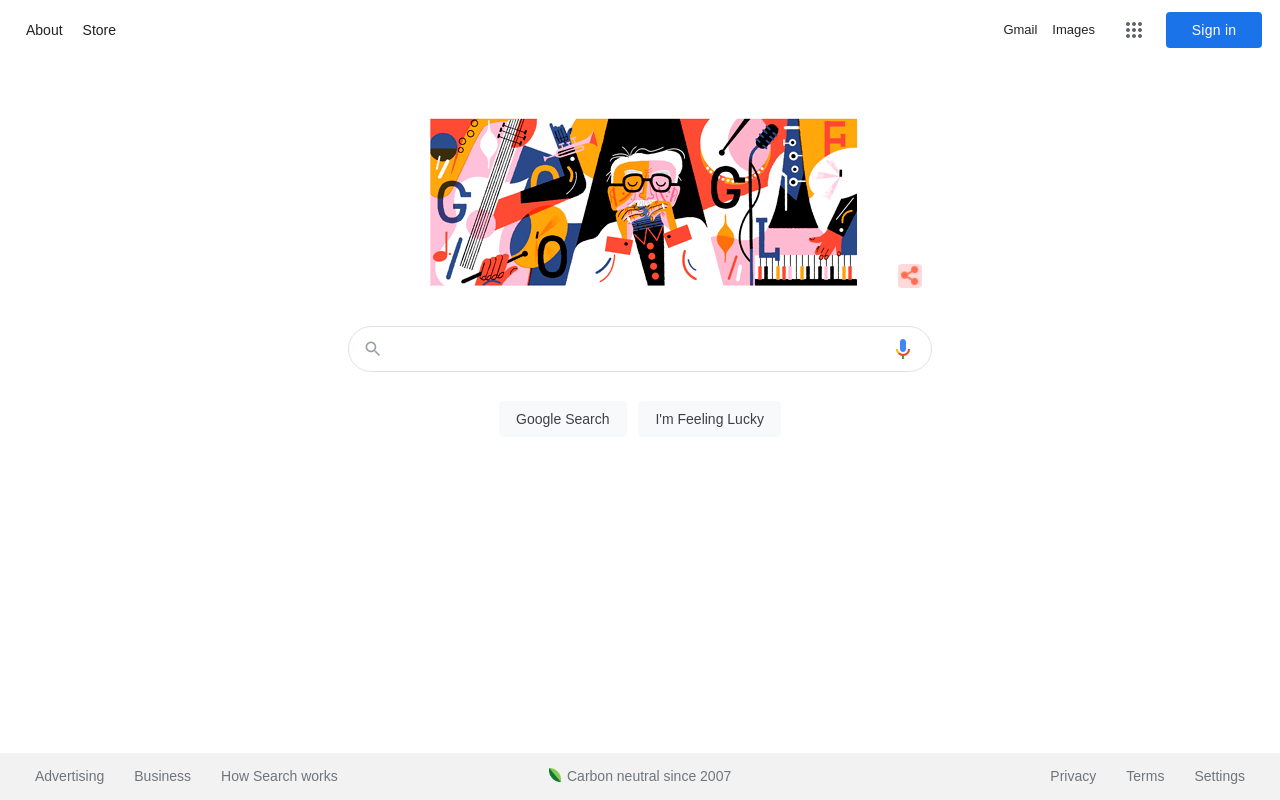 About Store
Gmail Images Sign in
G O O G L E
Google Search I'm Feeling Lucky
Advertising Business How Search works
Carbon neutral since 2007
Privacy Terms Settings